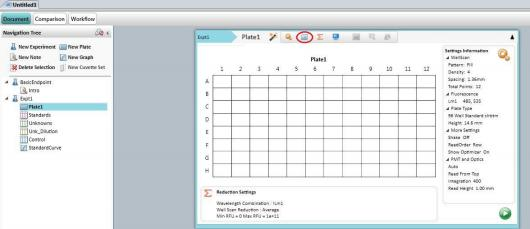 Untitled1
Document Comparison Workflow
Navigation Tree
New Experiment New Plate
New Note New Graph
Delete Selection New Cuvette Set
BasicEndpoint
Intro
Expt1
Plate1
Standards
Unknowns
Unk_Dilution
Control
StandardCurve
Expt1 Plate1
Plate1
1 2 3 4 5 6 7 8 9 10 11 12
A
B
C
D
E
F
G
H
Reduction Settings
Wavelength Combination : !Lm1
Well Scan Reduction : Average
Min RFU = 0 Max RFU = 1e+11
Settings Information
WellScan
Pattern: Fill
Density: 4
Spacing: 1.36mm
Total Points: 12
Fluorescence
Lm1 485, 525
Plate Type
96 Well Standard clrbtm
Height: 14.6 mm
More Settings
Shake Off
ReadOrder Row
Show Optimizer On
PMT and Optics
Auto
Read From Top
Integration 400
Read Height 1.00 mm